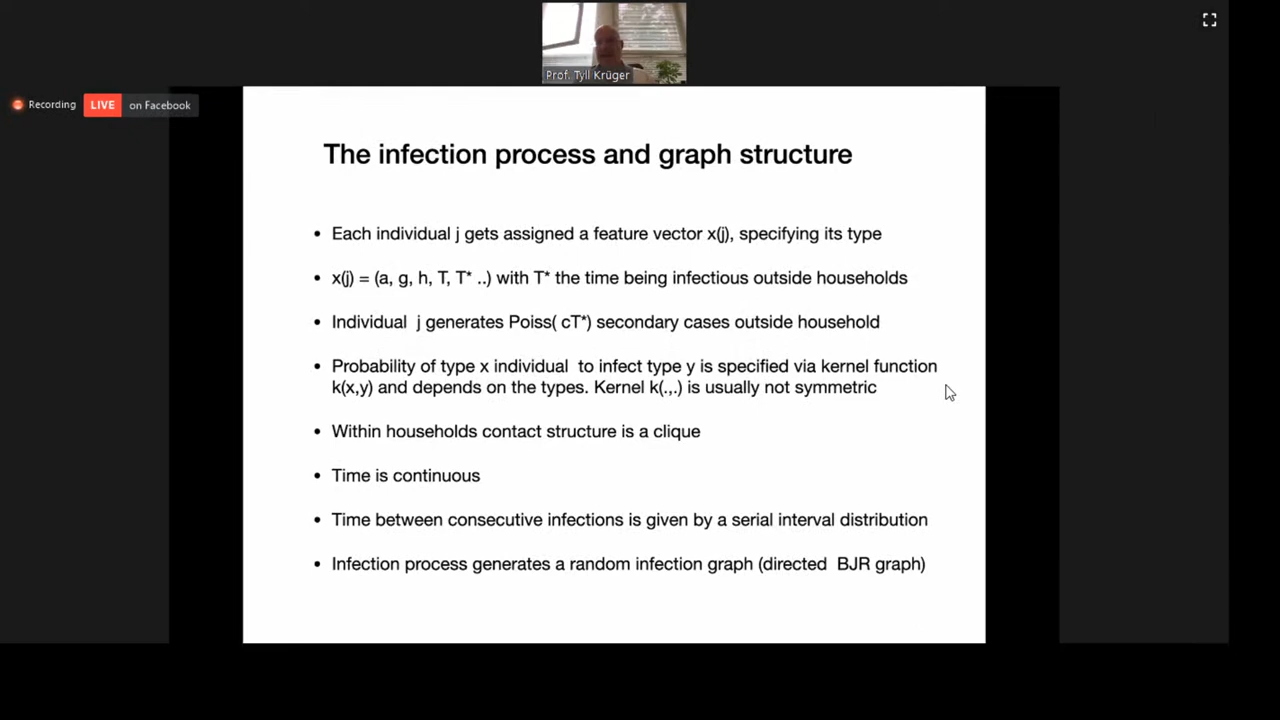 Prof. Tyll Krüger
Recording
LIVE
on Facebook
The infection process and graph structure
• Each individual j gets assigned a feature vector x(j), specifying its type
• x(j) = (a, g, h, T, T* ..) with T* the time being infectious outside households
• Individual j generates Poiss( cT*) secondary cases outside household
• Probability of type x individual to infect type y is specified via kernel function
k(x,y) and depends on the types. Kernel k(.,.) is usually not symmetric
• Within households contact structure is a clique
• Time is continuous
• Time between consecutive infections is given by a serial interval distribution
• Infection process generates a random infection graph (directed BJR graph)